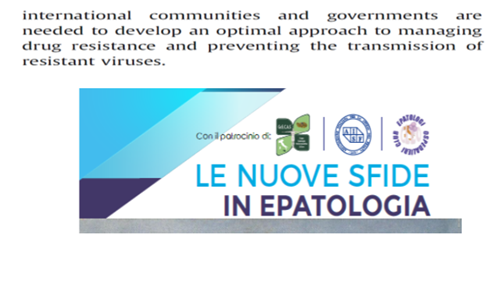 international communities and governments are
needed to develop an optimal approach to managing
drug resistance and preventing the transmission of
resistant viruses.
Con il patrocinio di:
LE NUOVE SFIDE
IN EPATOLOGIA